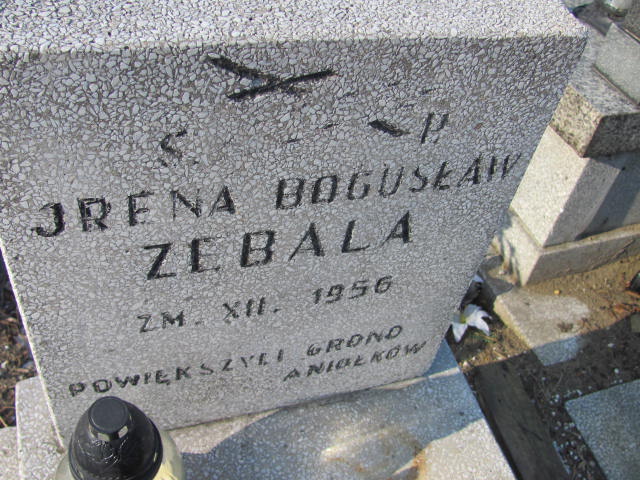 Ś. P.
JRENA BOGUSŁAW
ZEBALA
ZM. XII. 1956
POWIĘKSZYLI GRONO
ANIOŁKÓW